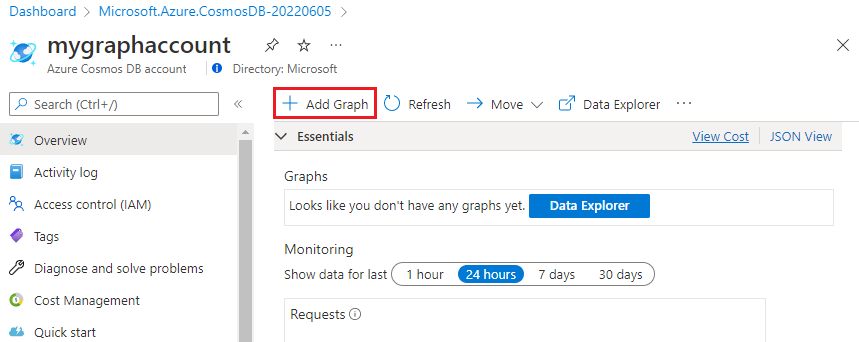 Dashboard > Microsoft.Azure.CosmosDB-20220605 >
mygraphaccount ...
Azure Cosmos DB account Directory: Microsoft
Search (Ctrl+/) «
Add Graph Refresh Move Data Explorer ...
Overview
Activity log
Access control (IAM)
Tags
Diagnose and solve problems
Cost Management
Quick start
Essentials View Cost JSON View
Graphs
Looks like you don't have any graphs yet. Data Explorer
Monitoring
Show data for last 1 hour 24 hours 7 days 30 days
Requests